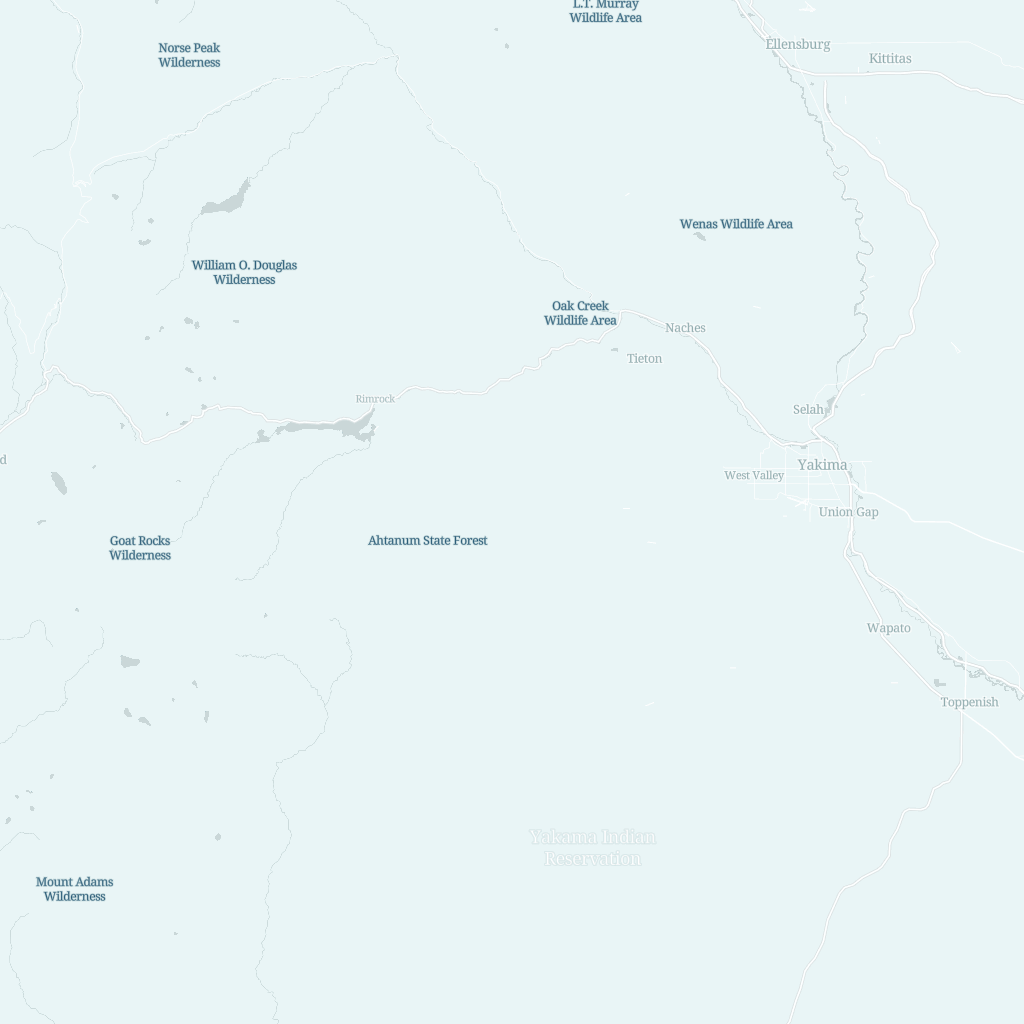 L.T. Murray
Wildlife Area
Norse Peak
Wilderness
Ellensburg
Kittitas
Wenas Wildlife Area
William O. Douglas
Wilderness
Oak Creek
Wildlife Area
Naches
Tieton
Rimrock
Selah
d
Yakima
West Valley
Union Gap
Goat Rocks
Wilderness
Ahtanum State Forest
Wapato
Toppenish
Yakama Indian
Reservation
Mount Adams
Wilderness